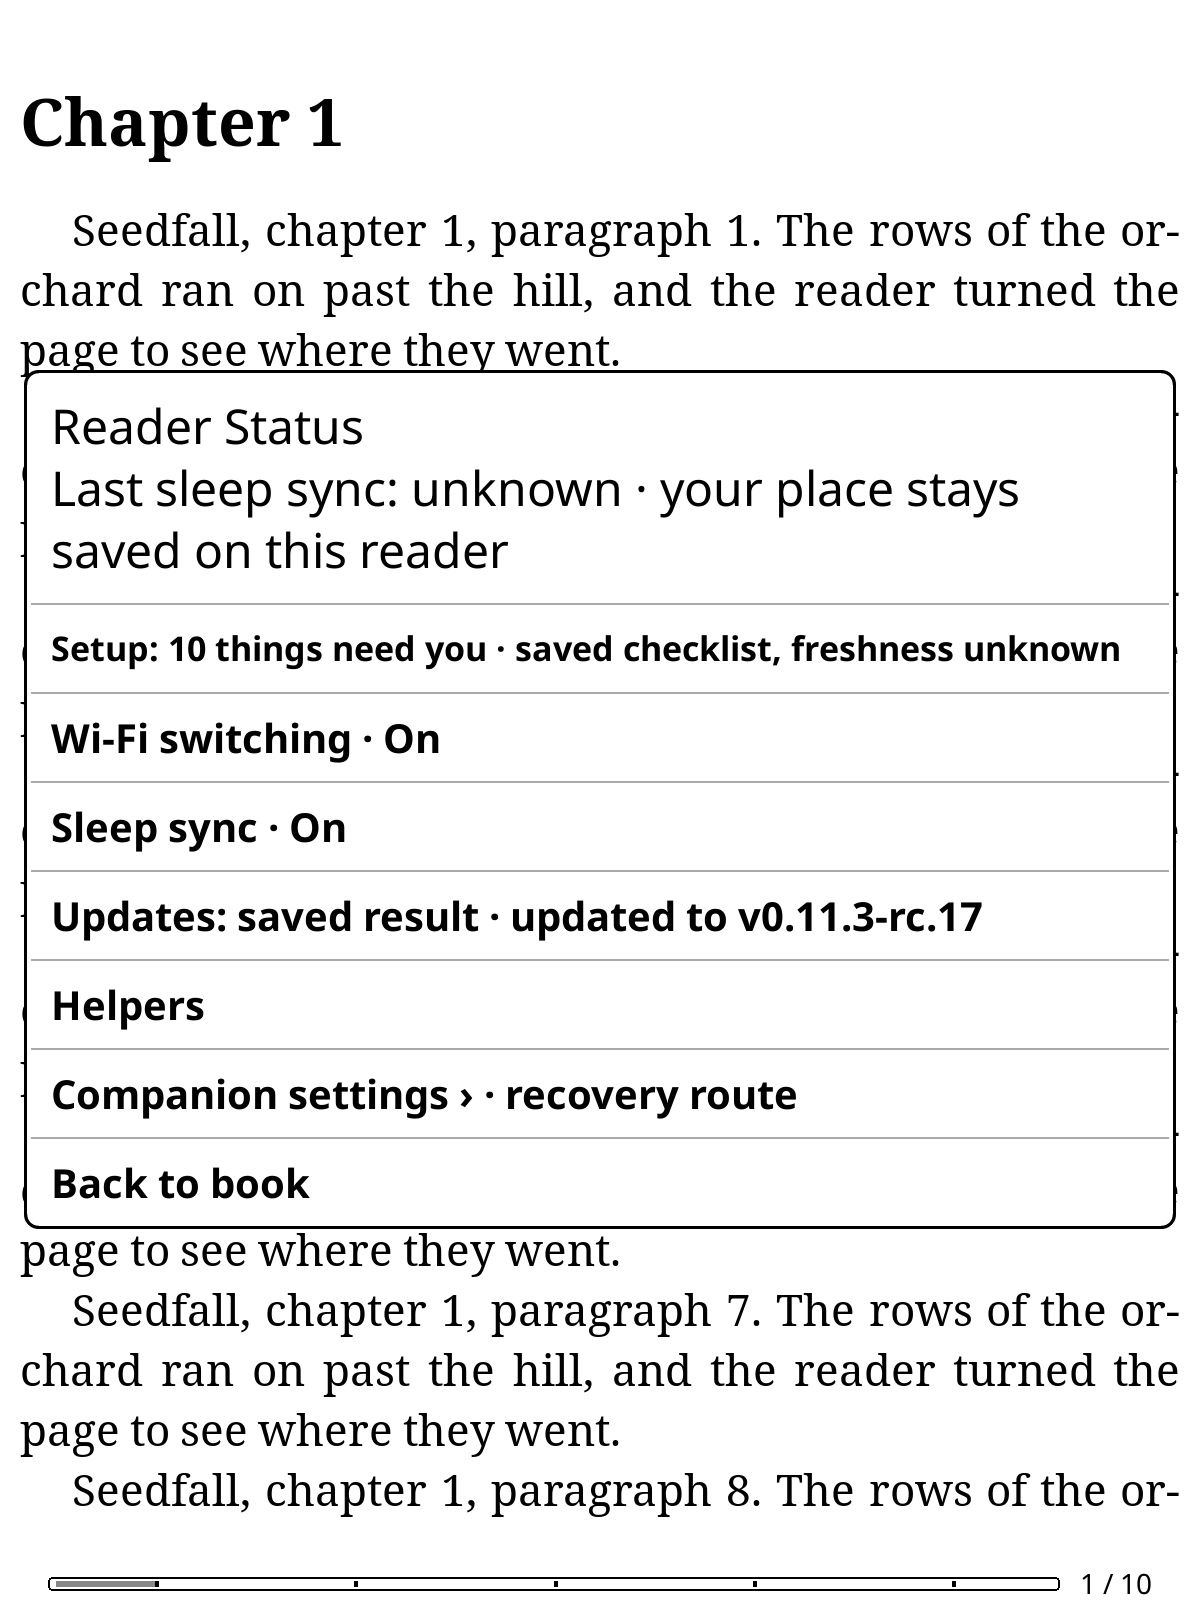 Chapter 1
Seedfall, chapter 1, paragraph 1. The rows of the or-
chard ran on past the hill, and the reader turned the
page to see where they went.
Reader Status
Last sleep sync: unknown · your place stays
saved on this reader
Setup: 10 things need you · saved checklist, freshness unknown
Wi-Fi switching · On
Sleep sync · On
Updates: saved result · updated to v0.11.3-rc.17
Helpers
Companion settings › · recovery route
Back to book
page to see where they went.
Seedfall, chapter 1, paragraph 7. The rows of the or-
chard ran on past the hill, and the reader turned the
page to see where they went.
Seedfall, chapter 1, paragraph 8. The rows of the or-
1 / 10